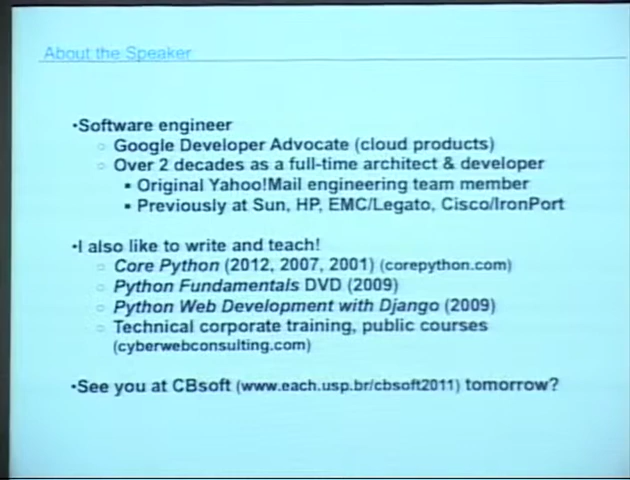 About the Speaker
•Software engineer
○ Google Developer Advocate (cloud products)
○ Over 2 decades as a full-time architect & developer
▪ Original Yahoo!Mail engineering team member
▪ Previously at Sun, HP, EMC/Legato, Cisco/IronPort
•I also like to write and teach!
○ Core Python (2012, 2007, 2001) (corepython.com)
○ Python Fundamentals DVD (2009)
○ Python Web Development with Django (2009)
○ Technical corporate training, public courses
(cyberwebconsulting.com)
•See you at CBsoft (www.each.usp.br/cbsoft2011) tomorrow?